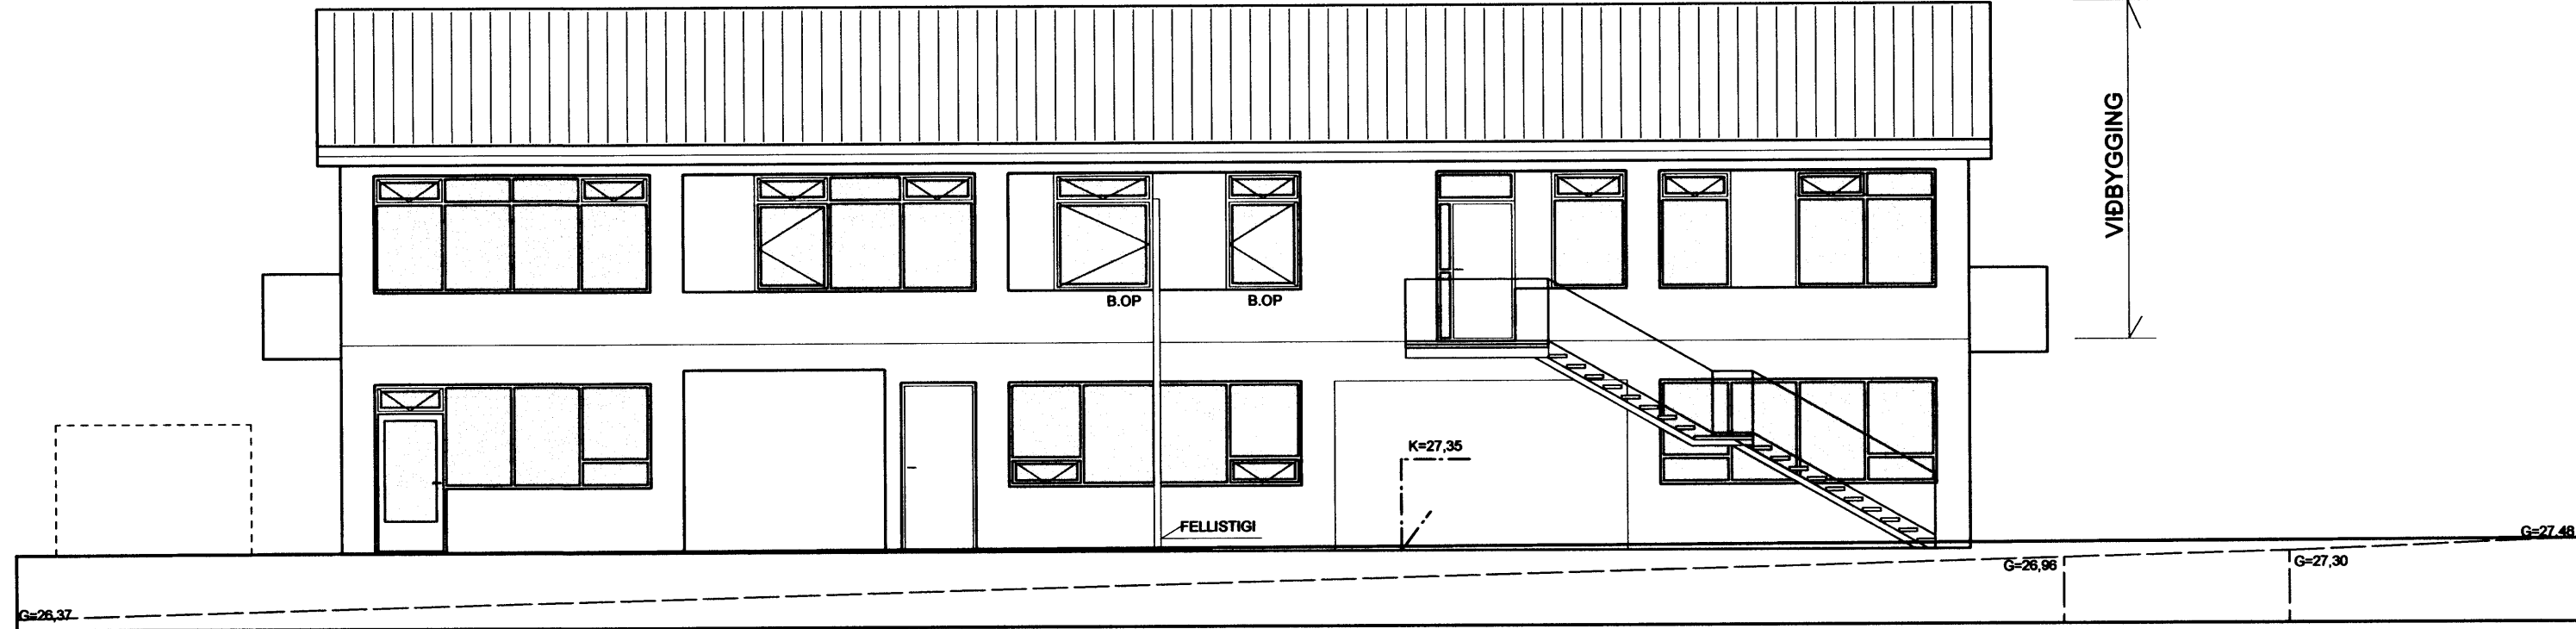 VIÐBYGGING
B.OP
B.OP
K=27,35
FELLISTIGI
G=27.48
G=26,96
G=27,30
G=26,37